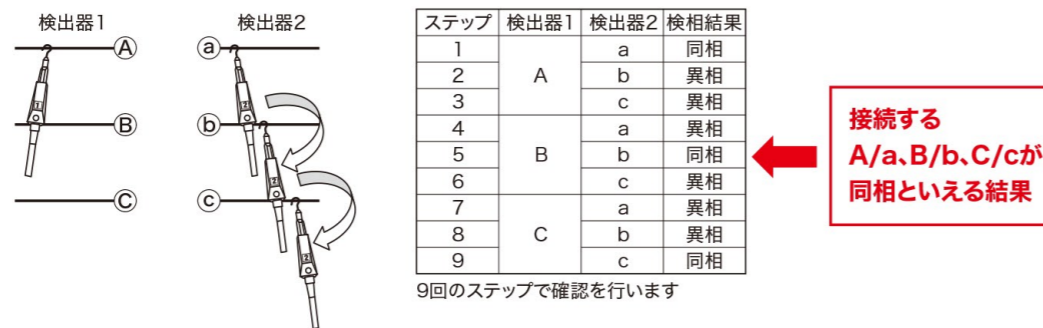 検出器1
検出器2
A
B
C
a
b
c
1
2
2
2
ステップ 検出器1 検出器2 検相結果
1 A a 同相
2 b 異相
3 c 異相
4 B a 異相
5 b 同相
6 c 異相
7 C a 異相
8 b 異相
9 c 同相
9回のステップで確認を行います
接続する
A/a、B/b、C/cが
同相といえる結果